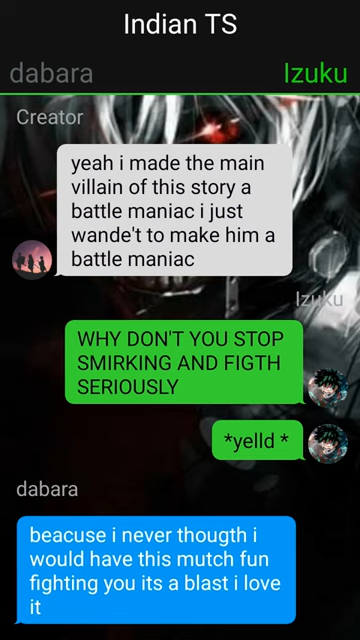 Indian TS
dabara
Izuku
Creator
yeah i made the main
villain of this story a
battle maniac i just
wande't to make him a
battle maniac
Izuku
WHY DON'T YOU STOP
SMIRKING AND FIGTH
SERIOUSLY
*yelld *
dabara
beacuse i never thougth i
would have this mutch fun
fighting you its a blast i love
it